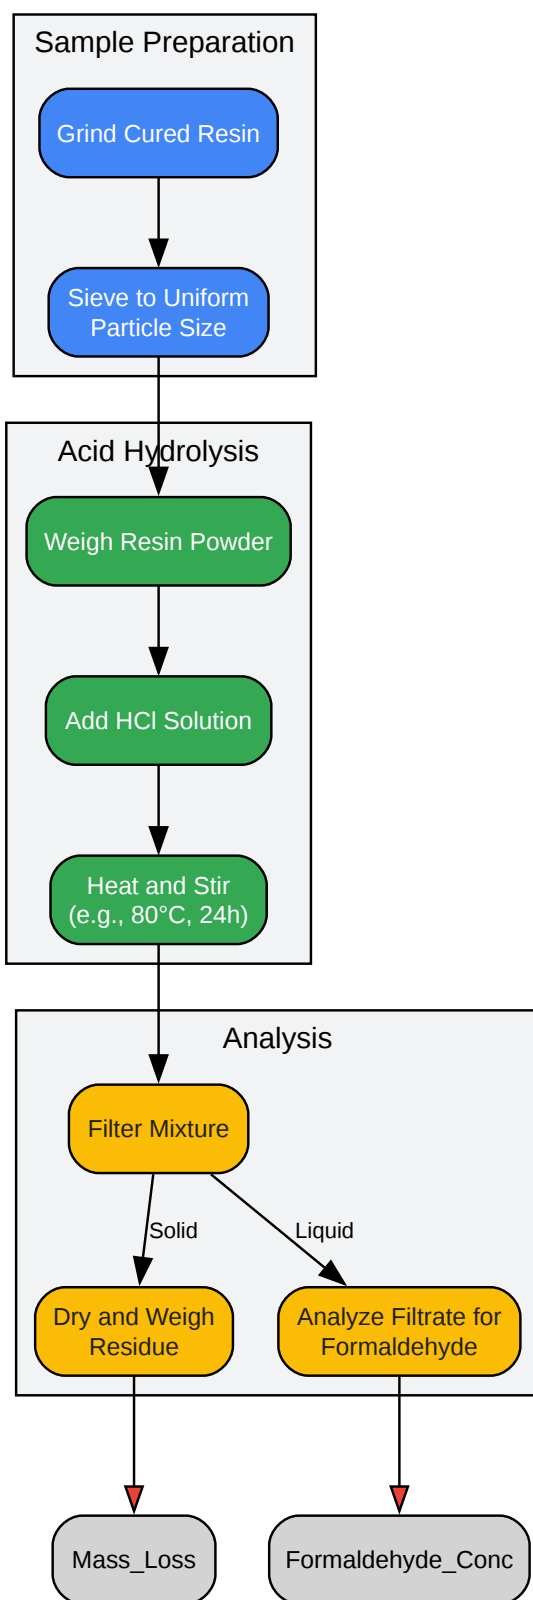 Sample Preparation
Grind Cured Resin
Sieve to Uniform
Particle Size
Acid Hydrolysis
Weigh Resin Powder
Add HCl Solution
Heat and Stir
(e.g., 80°C, 24h)
Analysis
Filter Mixture
Solid
Liquid
Dry and Weigh
Residue
Analyze Filtrate for
Formaldehyde
Mass_Loss
Formaldehyde_Conc